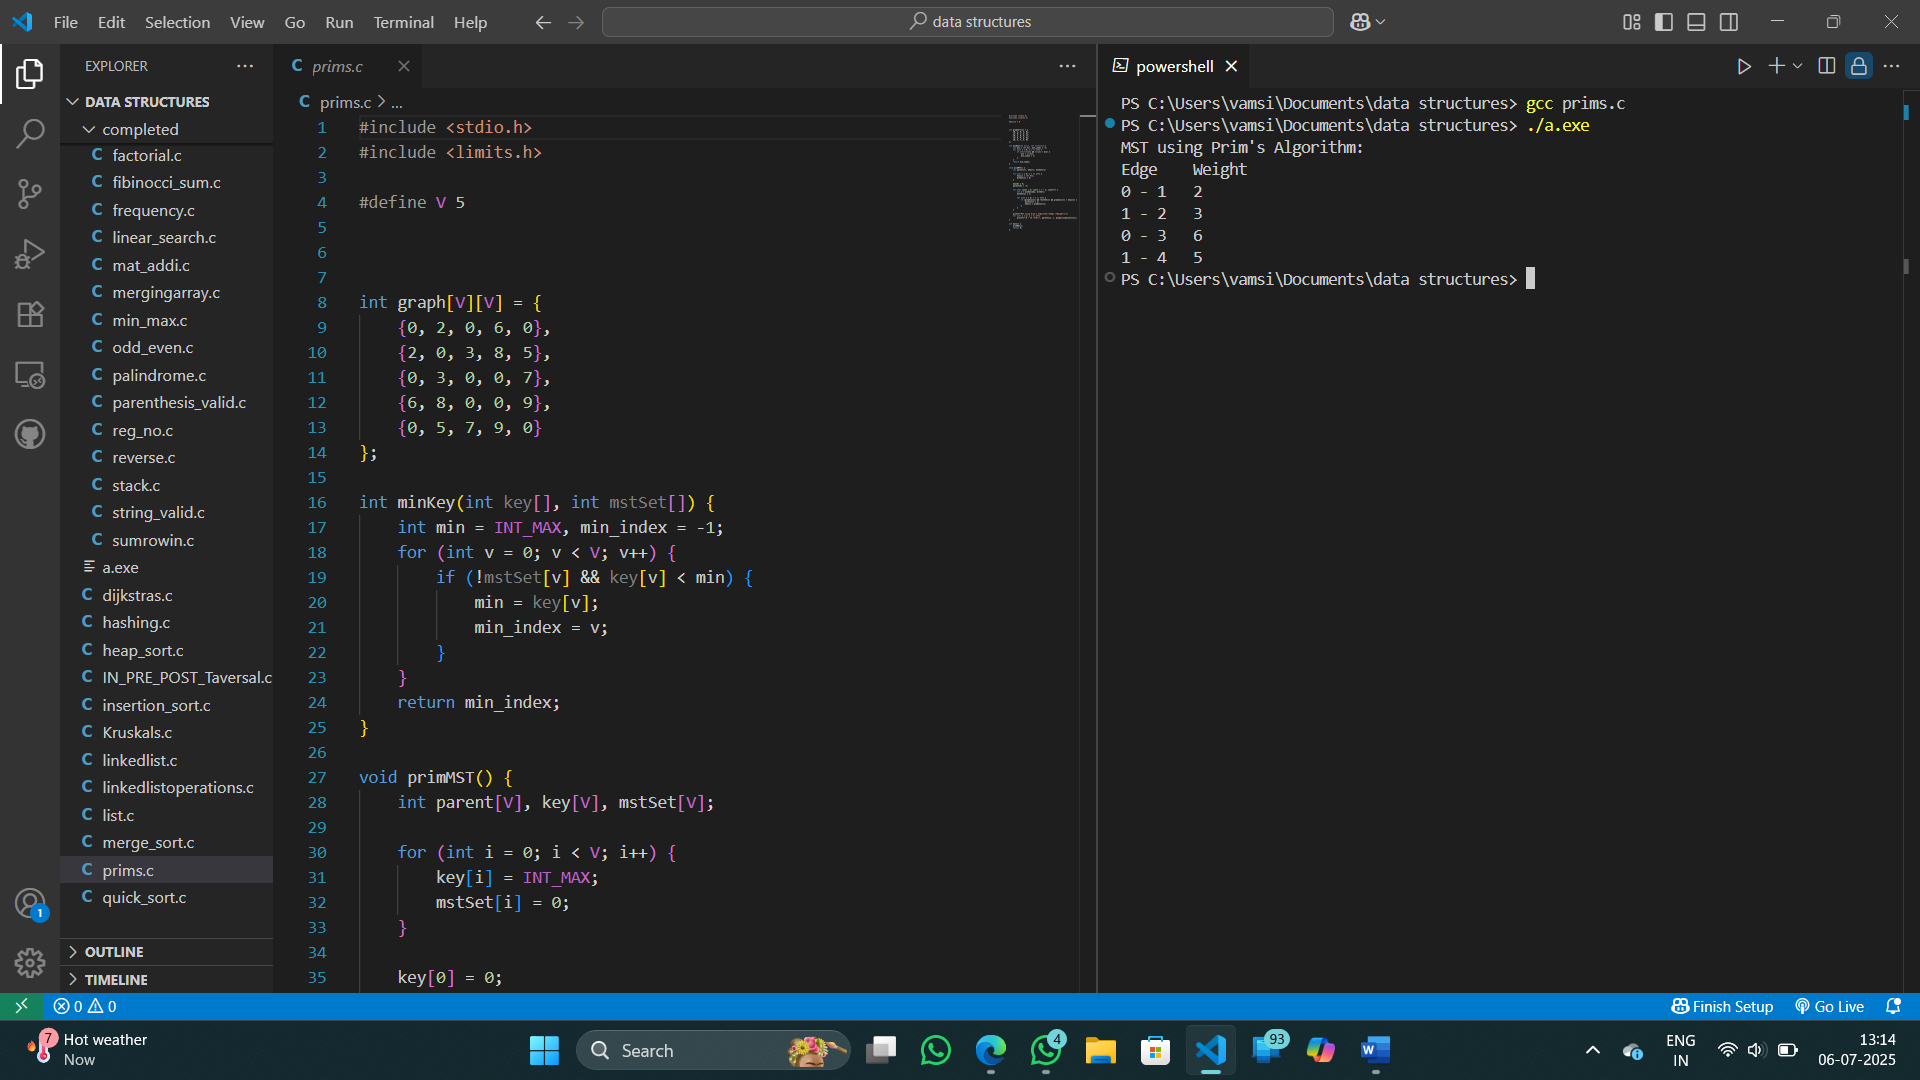 File Edit Selection View Go Run Terminal Help
data structures
EXPLORER
DATA STRUCTURES
completed
factorial.c
fibinocci_sum.c
frequency.c
linear_search.c
mat_addi.c
mergingarray.c
min_max.c
odd_even.c
palindrome.c
parenthesis_valid.c
reg_no.c
reverse.c
stack.c
string_valid.c
sumrowin.c
a.exe
dijkstras.c
hashing.c
heap_sort.c
IN_PRE_POST_Taversal.c
insertion_sort.c
Kruskals.c
linkedlist.c
linkedlistoperations.c
list.c
merge_sort.c
prims.c
quick_sort.c
OUTLINE
TIMELINE
1
C prims.c
C prims.c > ...
1 #include <stdio.h>
2 #include <limits.h>
3
4 #define V 5
5
6
7
8 int graph[V][V] = {
9 {0, 2, 0, 6, 0},
10 {2, 0, 3, 8, 5},
11 {0, 3, 0, 0, 7},
12 {6, 8, 0, 0, 9},
13 {0, 5, 7, 9, 0}
14 };
15
16 int minKey(int key[], int mstSet[]) {
17 int min = INT_MAX, min_index = -1;
18 for (int v = 0; v < V; v++) {
19 if (!mstSet[v] && key[v] < min) {
20 min = key[v];
21 min_index = v;
22 }
23 }
24 return min_index;
25 }
26
27 void primMST() {
28 int parent[V], key[V], mstSet[V];
29
30 for (int i = 0; i < V; i++) {
31 key[i] = INT_MAX;
32 mstSet[i] = 0;
33 }
34
35 key[0] = 0;
powershell
PS C:\Users\vamsi\Documents\data structures> gcc prims.c
PS C:\Users\vamsi\Documents\data structures> ./a.exe
MST using Prim's Algorithm:
Edge Weight
0 - 1 2
1 - 2 3
0 - 3 6
1 - 4 5
PS C:\Users\vamsi\Documents\data structures>
0 0
Finish Setup Go Live
7
Hot weather
Now
Search
4
93
W
ENG
IN
13:14
06-07-2025